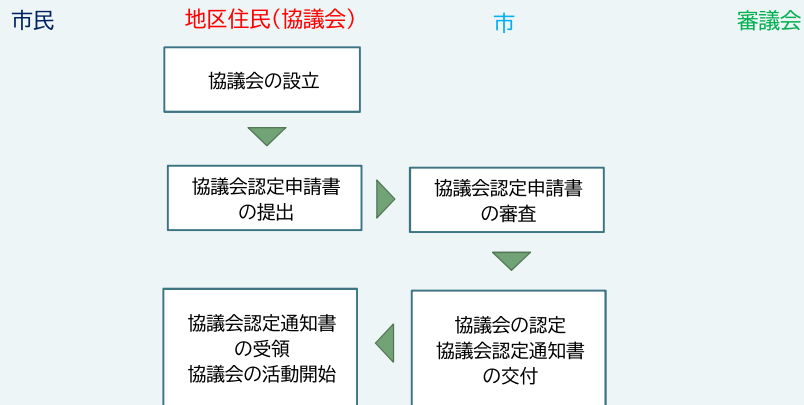 市民
地区住民（協議会）
市
審議会
協議会の設立
協議会認定申請書
の提出
協議会認定申請書
の審査
協議会認定通知書
の受領
協議会の活動開始
協議会の認定
協議会認定通知書
の交付